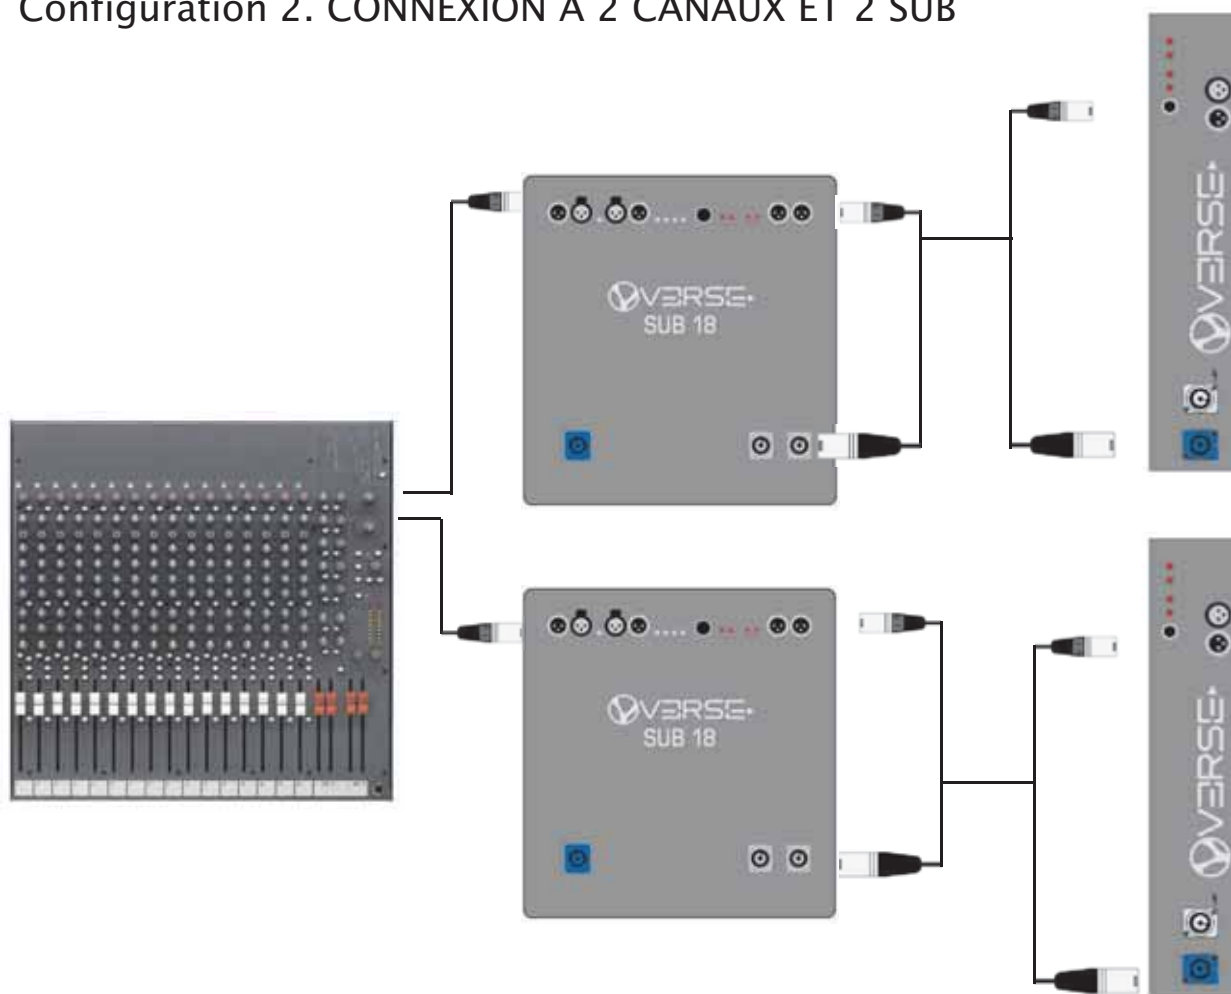 Configuration 2. CONNEXION A 2 CANAUX ET 2 SUB
VERSE
SUB 18
VERSE
SUB 18
VERSE
VERSE